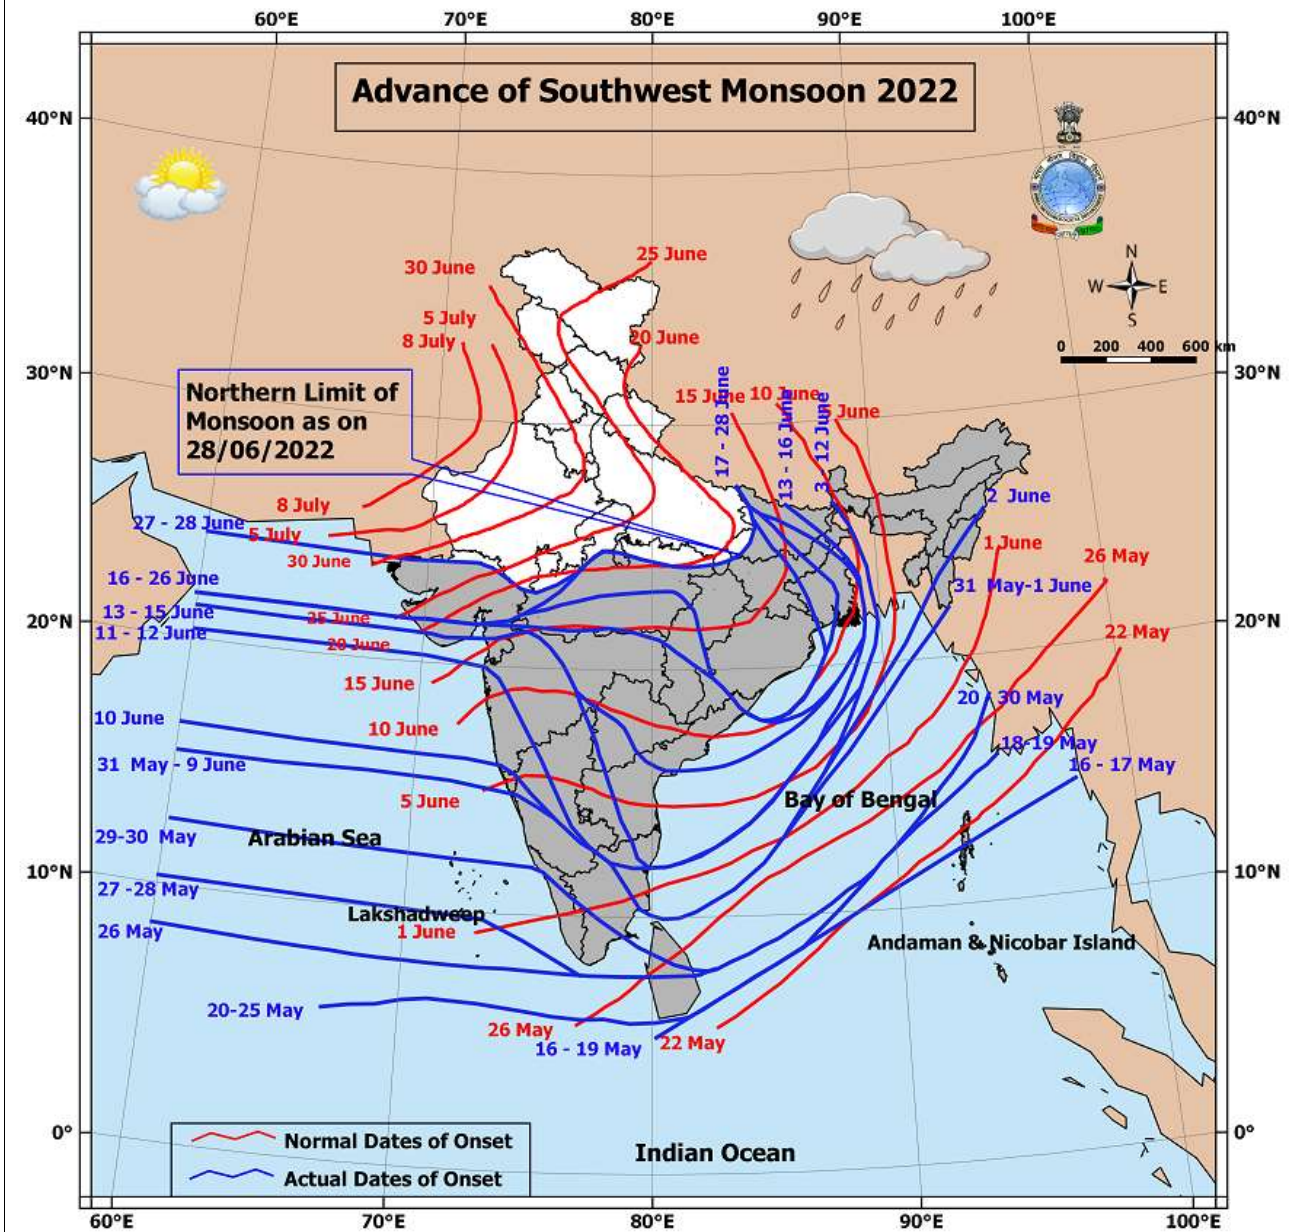 60°E 70°E 80°E 90°E 100°E
Advance of Southwest Monsoon 2022
40°N 40°N
N
W E
S
0 200 400 600 km
30 June
25 June
5 July
8 July
20 June
30°N 30°N
Northern Limit of
Monsoon as on
28/06/2022
15 June
10 June
5 June
17 - 28 June
13 - 16 June
3 - 12 June
8 July
2 June
27 - 28 June
5 July
1 June
30 June
26 May
16 - 26 June
31 May-1 June
13 - 15 June
25 June
20°N 20°N
11 - 12 June
20 June
22 May
15 June
20 - 30 May
10 June
10 June
18-19 May
31 May - 9 June
16 - 17 May
5 June
Bay of Bengal
29-30 May
Arabian Sea
10°N 10°N
27 -28 May
Lakshadweep
26 May
1 June
Andaman & Nicobar Island
20-25 May
26 May
16 - 19 May
22 May
0° 0°
Normal Dates of Onset
Indian Ocean
Actual Dates of Onset
60°E 70°E 80°E 90°E 100°E